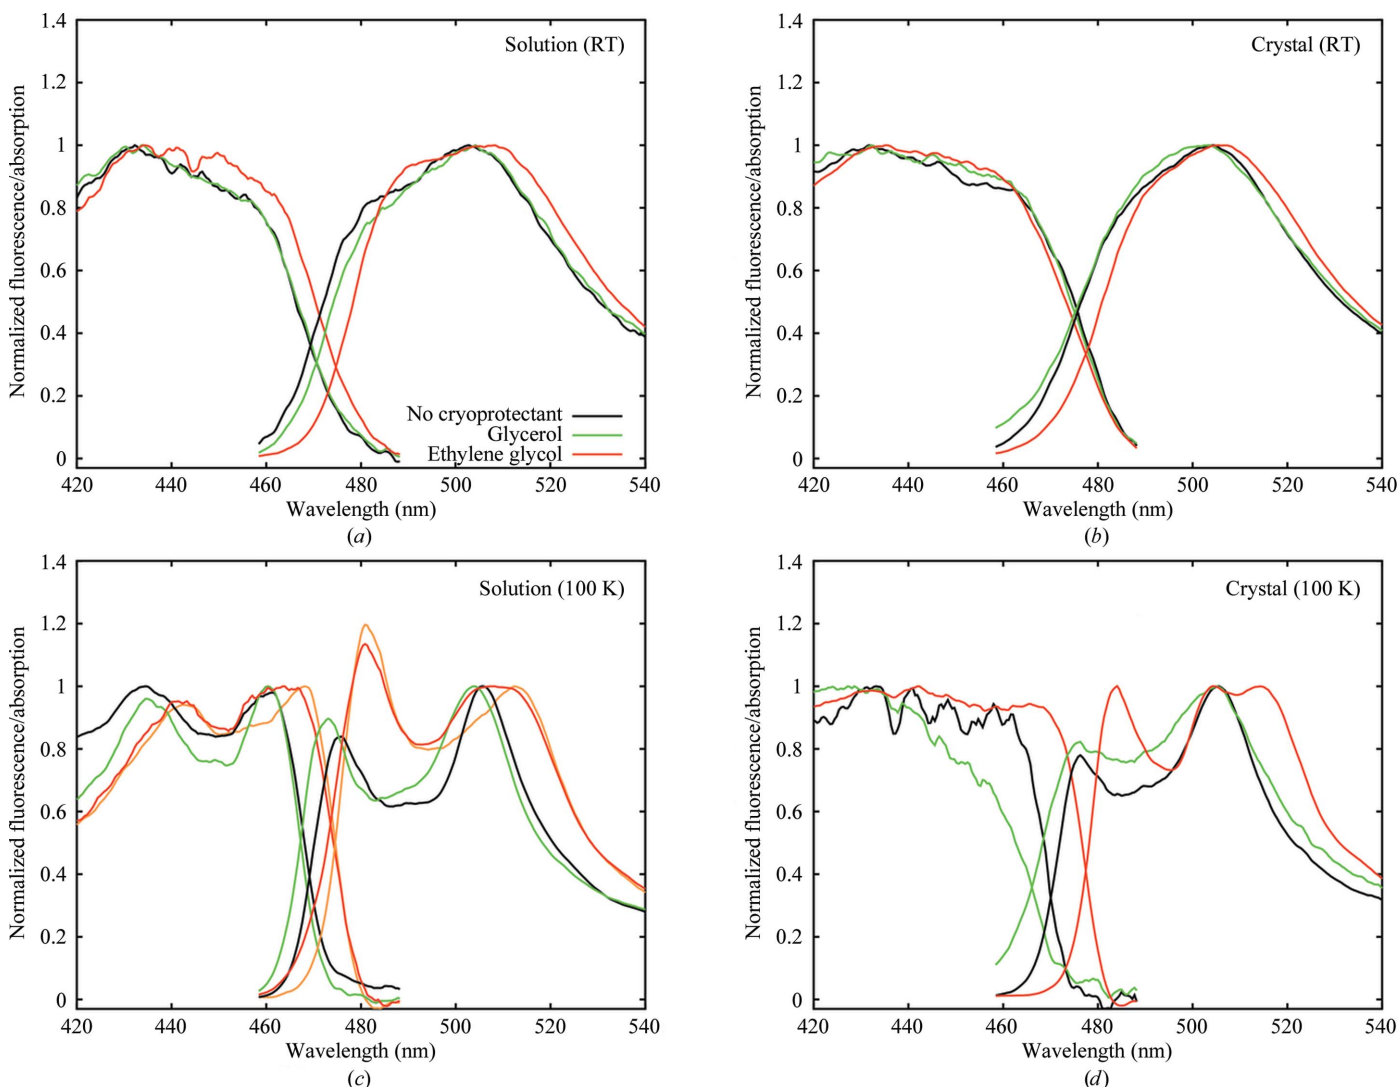 Solution (RT)
Normalized fluorescence/absorption
1.4
1.2
1
0.8
0.6
0.4
0.2
0
No cryoprotectant
Glycerol
Ethylene glycol
420 440 460 480 500 520 540
Wavelength (nm)
(a)
Crystal (RT)
Normalized fluorescence/absorption
1.4
1.2
1
0.8
0.6
0.4
0.2
0
420 440 460 480 500 520 540
Wavelength (nm)
(b)
Solution (100 K)
Normalized fluorescence/absorption
1.4
1.2
1
0.8
0.6
0.4
0.2
0
420 440 460 480 500 520 540
Wavelength (nm)
(c)
Crystal (100 K)
Normalized fluorescence/absorption
1.4
1.2
1
0.8
0.6
0.4
0.2
0
420 440 460 480 500 520 540
Wavelength (nm)
(d)